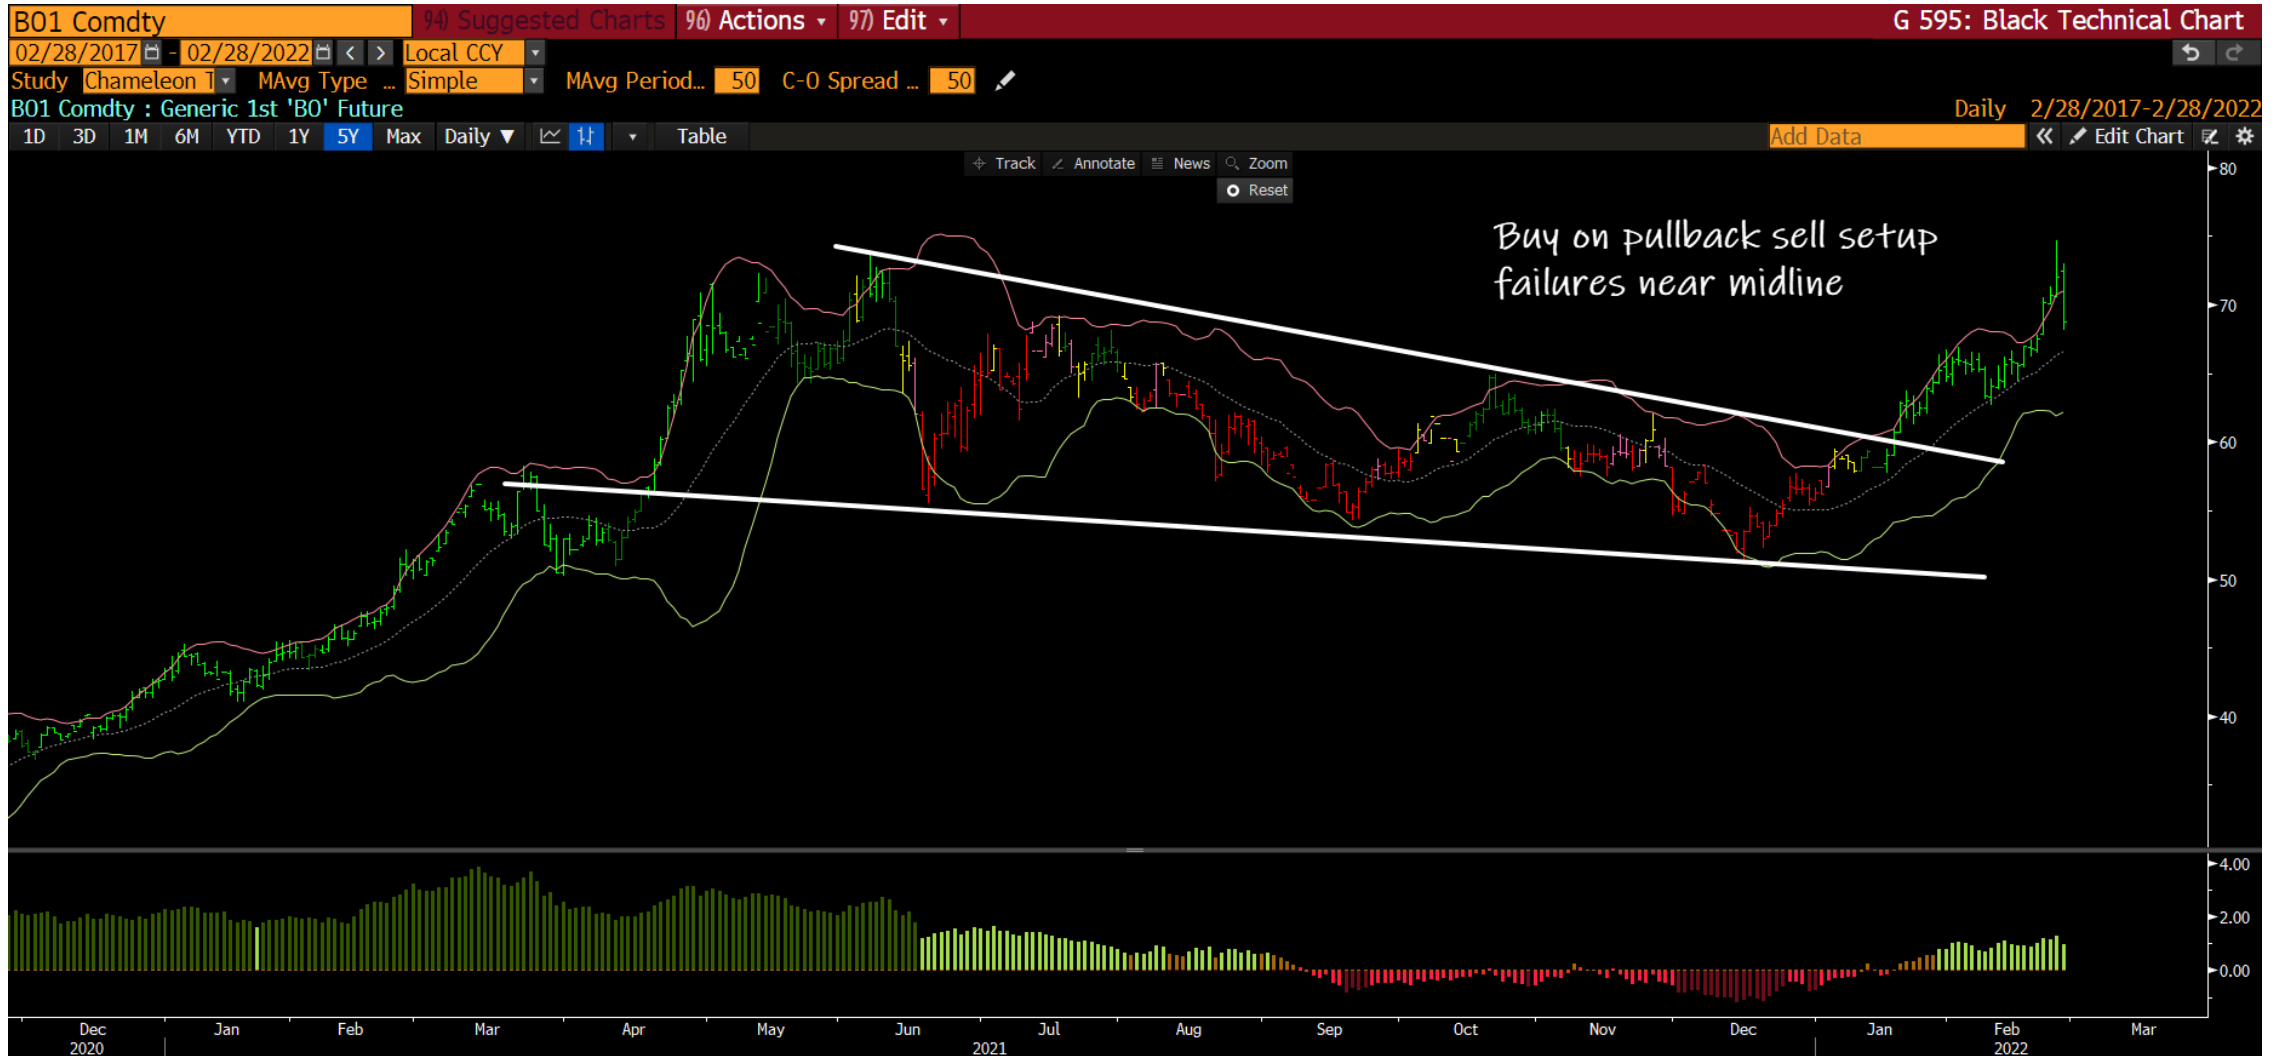 BO1 Comdty 94) Suggested Charts 96) Actions 97) Edit G 595: Black Technical Chart
02/28/2017 - 02/28/2022 Local CCY
Study Chameleon T MAvg Type ... Simple MAvg Period... 50 C-O Spread ... 50
BO1 Comdty : Generic 1st 'BO' Future Daily 2/28/2017-2/28/2022
1D 3D 1M 6M YTD 1Y 5Y Max Daily ▼ Table Add Data « Edit Chart
Track Annotate News Zoom
Reset
80
Buy on pullback sell setup
failures near midline
70
60
50
40
4.00
2.00
0.00
Dec Jan Feb Mar Apr May Jun Jul Aug Sep Oct Nov Dec Jan Feb Mar
2020 2021 2022